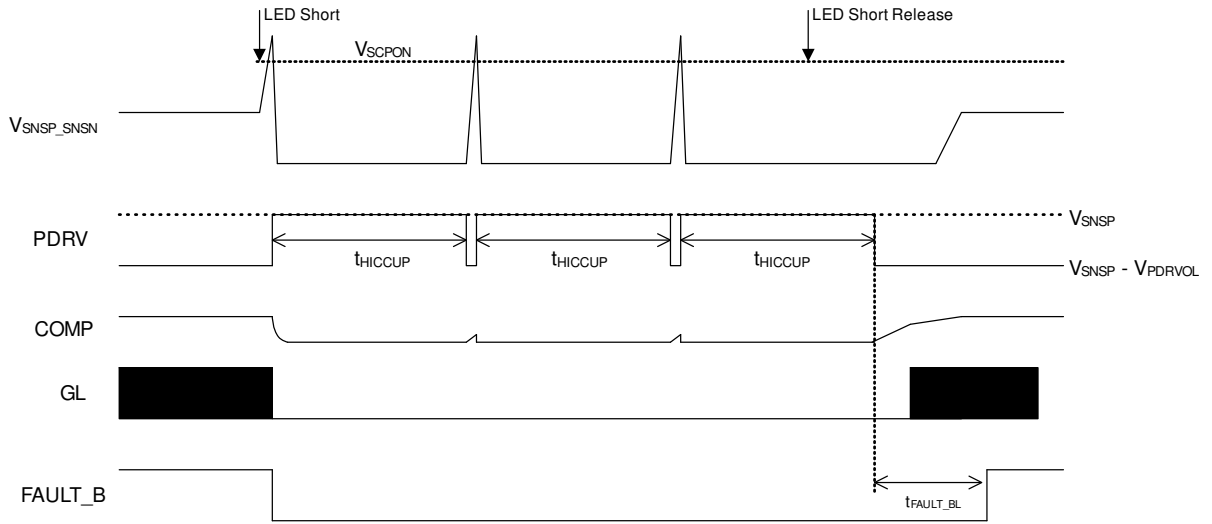 LED Short
LED Short Release
VSCPON
VSNSP_SNSN
VSNSP
PDRV
tHICCUP
tHICCUP
tHICCUP
VSNSP - VPDRVOL
COMP
GL
FAULT_B
tFAULT_BL